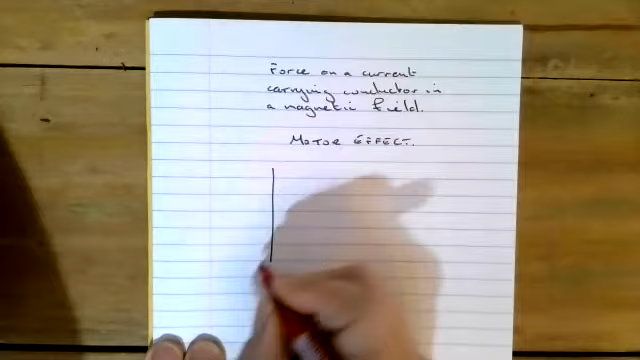 Force on a current
carrying conductor in
a magnetic field.
MOTOR EFFECT.